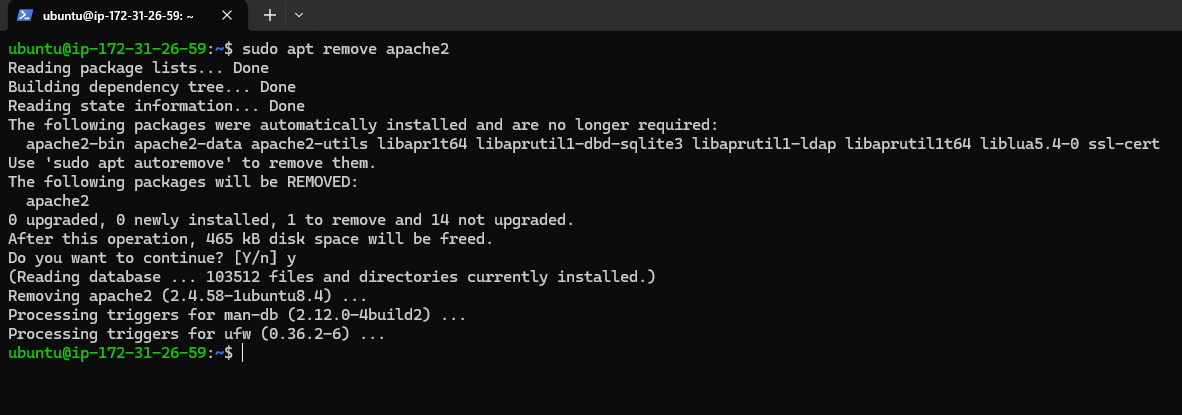 ubuntu@ip-172-31-26-59: ~
ubuntu@ip-172-31-26-59:~$ sudo apt remove apache2
Reading package lists... Done
Building dependency tree... Done
Reading state information... Done
The following packages were automatically installed and are no longer required:
  apache2-bin apache2-data apache2-utils libapr1t64 libaprutil1-dbd-sqlite3 libaprutil1-ldap libaprutil1t64 liblua5.4-0 ssl-cert
Use 'sudo apt autoremove' to remove them.
The following packages will be REMOVED:
  apache2
0 upgraded, 0 newly installed, 1 to remove and 14 not upgraded.
After this operation, 465 kB disk space will be freed.
Do you want to continue? [Y/n] y
(Reading database ... 103512 files and directories currently installed.)
Removing apache2 (2.4.58-1ubuntu8.4) ...
Processing triggers for man-db (2.12.0-4build2) ...
Processing triggers for ufw (0.36.2-6) ...
ubuntu@ip-172-31-26-59:~$